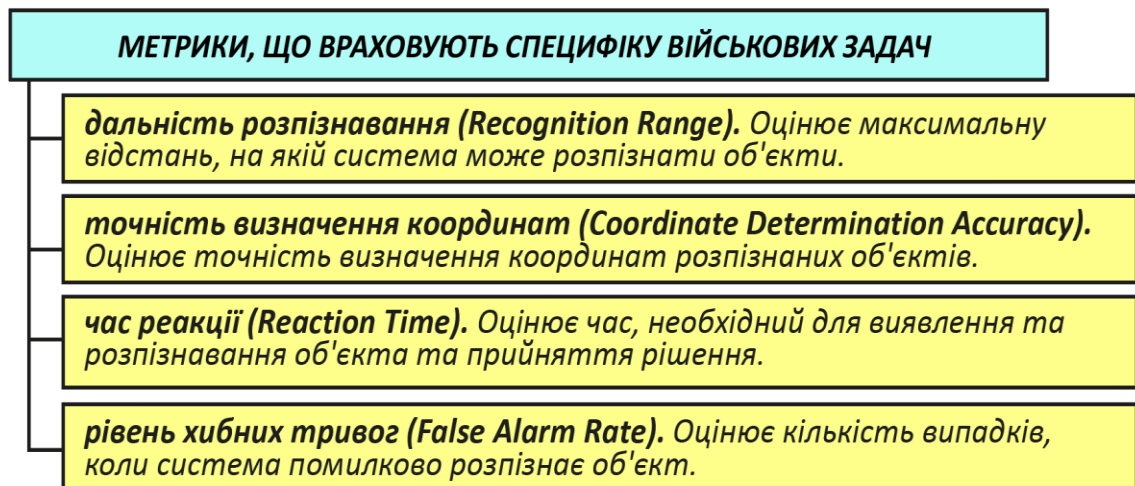 МЕТРИКИ, ЩО ВРАХОВУЮТЬ СПЕЦИФІКУ ВІЙСЬКОВИХ ЗАДАЧ
дальність розпізнавання (Recognition Range). Оцінює максимальну
відстань, на якій система може розпізнати об'єкти.
точність визначення координат (Coordinate Determination Accuracy).
Оцінює точність визначення координат розпізнаних об'єктів.
час реакції (Reaction Time). Оцінює час, необхідний для виявлення та
розпізнавання об'єкта та прийняття рішення.
рівень хибних тривог (False Alarm Rate). Оцінює кількість випадків,
коли система помилково розпізнає об'єкт.